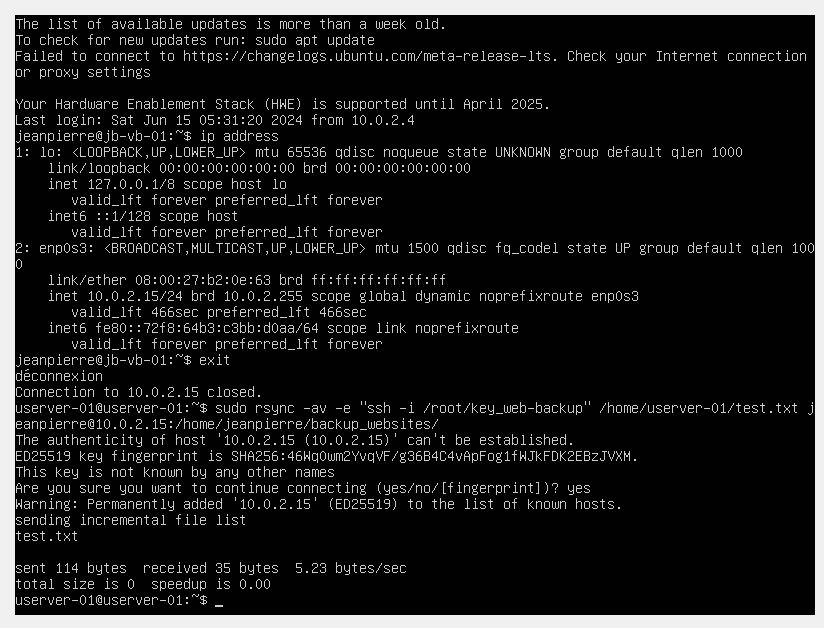 The list of available updates is more than a week old.
To check for new updates run: sudo apt update
Failed to connect to https://changelogs.ubuntu.com/meta-release-lts. Check your Internet connection
or proxy settings
Your Hardware Enablement Stack (HWE) is supported until April 2025.
Last login: Sat Jun 15 05:31:20 2024 from 10.0.2.4
jeanpierre@jb-vb-01:~$ ip address
1: lo: <LOOPBACK,UP,LOWER_UP> mtu 65536 qdisc noqueue state UNKNOWN group default qlen 1000
link/loopback 00:00:00:00:00:00 brd 00:00:00:00:00:00
inet 127.0.0.1/8 scope host lo
valid_lft forever preferred_lft forever
inet6 ::1/128 scope host
valid_lft forever preferred_lft forever
2: enp0s3: <BROADCAST,MULTICAST,UP,LOWER_UP> mtu 1500 qdisc fq_codel state UP group default qlen 100
0
link/ether 08:00:27:b2:0e:63 brd ff:ff:ff:ff:ff:ff
inet 10.0.2.15/24 brd 10.0.2.255 scope global dynamic noprefixroute enp0s3
valid_lft 466sec preferred_lft 466sec
inet6 fe80::72f8:64b3:c3bb:d0aa/64 scope link noprefixroute
valid_lft forever preferred_lft forever
jeanpierre@jb-vb-01:~$ exit
déconnexion
Connection to 10.0.2.15 closed.
userver-01@userver-01:~$ sudo rsync -av -e "ssh -i /root/key_web-backup" /home/userver-01/test.txt j
eanpierre@10.0.2.15:/home/jeanpierre/backup_websites/
The authenticity of host '10.0.2.15 (10.0.2.15)' can't be established.
ED25519 key fingerprint is SHA256:46Wq0wm2YvqVF/g36B4C4vApFog1fWJkFDK2EBzJVXM.
This key is not known by any other names
Are you sure you want to continue connecting (yes/no/[fingerprint])? yes
Warning: Permanently added '10.0.2.15' (ED25519) to the list of known hosts.
sending incremental file list
test.txt
sent 114 bytes  received 35 bytes  5.23 bytes/sec
total size is 0  speedup is 0.00
userver-01@userver-01:~$ _